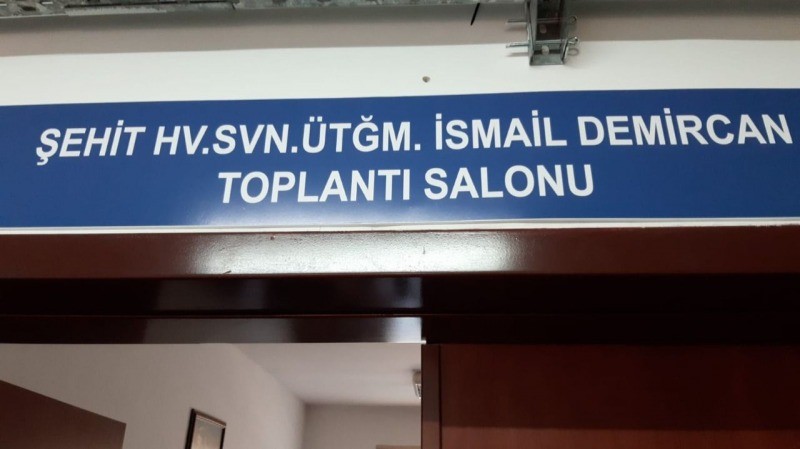 ŞEHİT HV.SVN.ÜTĞM. İSMAİL DEMİRCAN
TOPLANTI SALONU